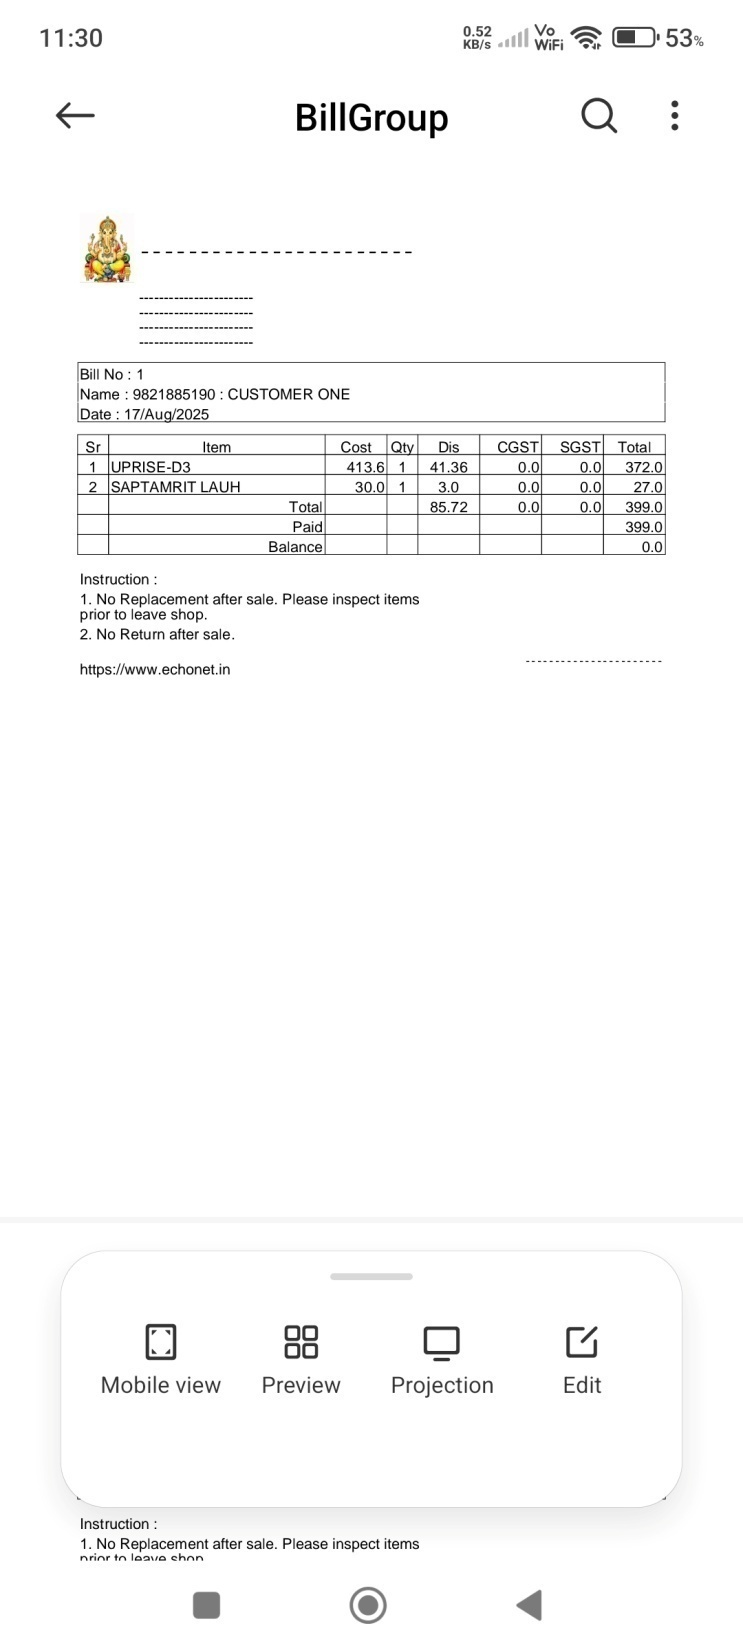 11:30
0.52 KB/s Vo WiFi 53%
BillGroup
- - - - - - - - - - - - - - - - - - - - - - -
-----------------------
-----------------------
-----------------------
-----------------------
Bill No : 1
Name : 9821885190 : CUSTOMER ONE
Date : 17/Aug/2025
Sr Item Cost Qty Dis CGST SGST Total
1 UPRISE-D3 413.6 1 41.36 0.0 0.0 372.0
2 SAPTAMRIT LAUH 30.0 1 3.0 0.0 0.0 27.0
Total 85.72 0.0 0.0 399.0
Paid 399.0
Balance 0.0
Instruction :
1. No Replacement after sale. Please inspect items
prior to leave shop.
2. No Return after sale.
-----------------------
https://www.echonet.in
Mobile view Preview Projection Edit
Instruction :
1. No Replacement after sale. Please inspect items
prior to leave shop